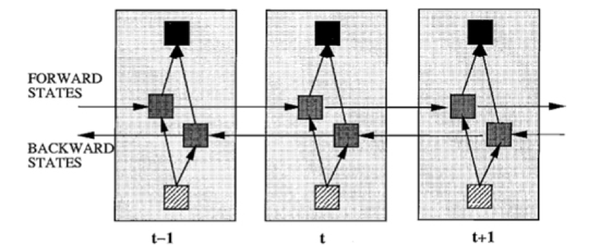 FORWARD
STATES
BACKWARD
STATES
t-1
t
t+1